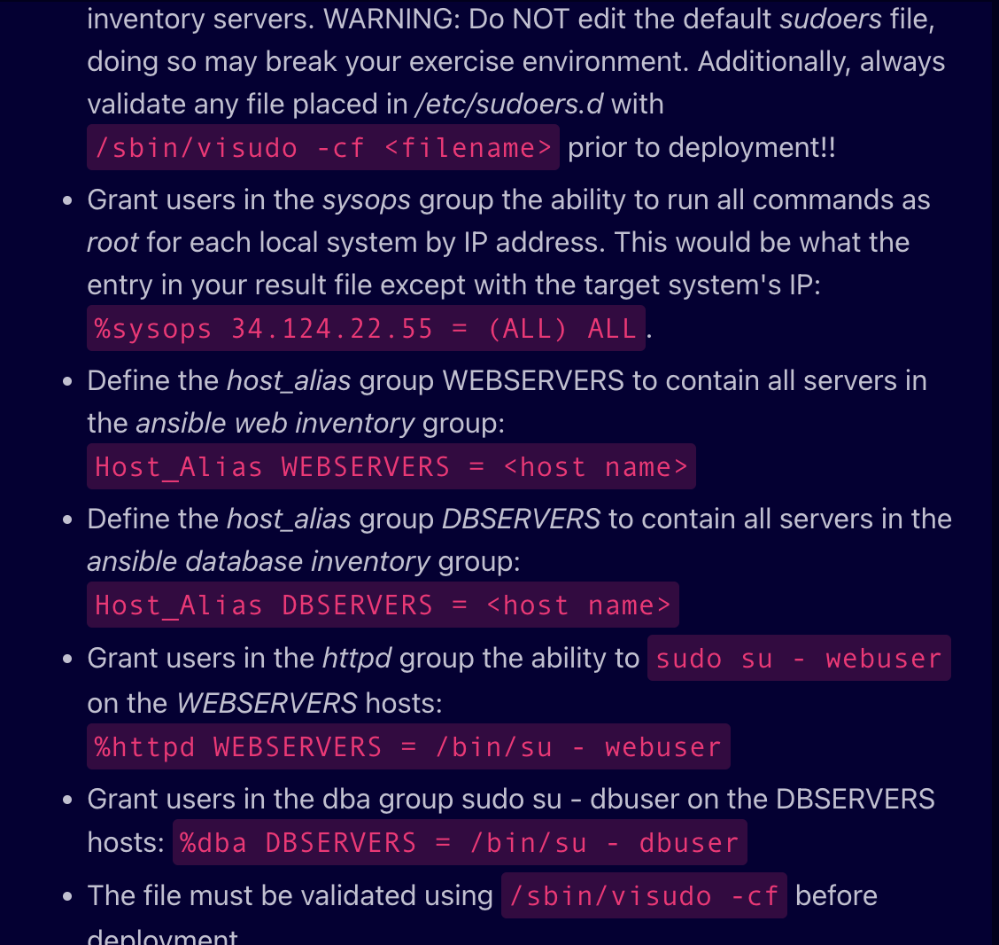 inventory servers. WARNING: Do NOT edit the default sudoers file,
doing so may break your exercise environment. Additionally, always
validate any file placed in /etc/sudoers.d with
/sbin/visudo -cf <filename> prior to deployment!!
• Grant users in the sysops group the ability to run all commands as
root for each local system by IP address. This would be what the
entry in your result file except with the target system's IP:
%sysops 34.124.22.55 = (ALL) ALL .
• Define the host_alias group WEBSERVERS to contain all servers in
the ansible web inventory group:
Host_Alias WEBSERVERS = <host name>
• Define the host_alias group DBSERVERS to contain all servers in the
ansible database inventory group:
Host_Alias DBSERVERS = <host name>
• Grant users in the httpd group the ability to sudo su - webuser
on the WEBSERVERS hosts:
%httpd WEBSERVERS = /bin/su - webuser
• Grant users in the dba group sudo su - dbuser on the DBSERVERS
hosts: %dba DBSERVERS = /bin/su - dbuser
• The file must be validated using /sbin/visudo -cf before
deployment